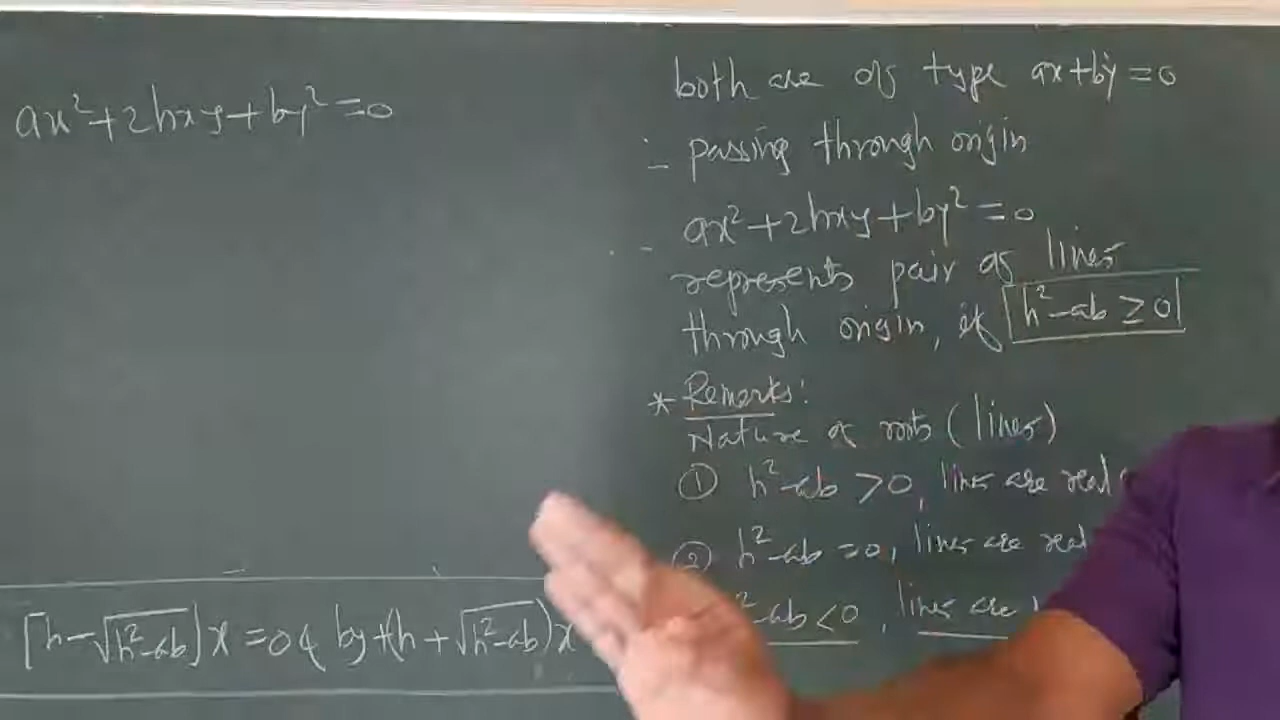 ax²+2hxy+by²=0
[h-√(h²-ab)]x=0 & by+(h+√(h²-ab))x
both are of type ax+by=0
∴ passing through origin
ax²+2hxy+by²=0
represents pair of lines
through origin, if h²-ab≥0
* Remarks:
Nature of roots (lines)
① h²-ab>0, lines are real
② h²-ab=0, lines are real
²-ab<0, lines are